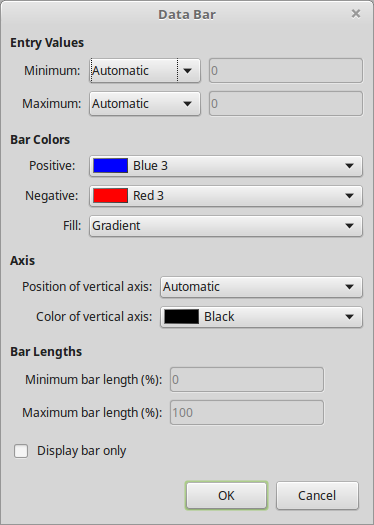 Data Bar
Entry Values
Minimum: Automatic 0
Maximum: Automatic 0
Bar Colors
Positive: Blue 3
Negative: Red 3
Fill: Gradient
Axis
Position of vertical axis: Automatic
Color of vertical axis: Black
Bar Lengths
Minimum bar length (%): 0
Maximum bar length (%): 100
Display bar only
OK Cancel